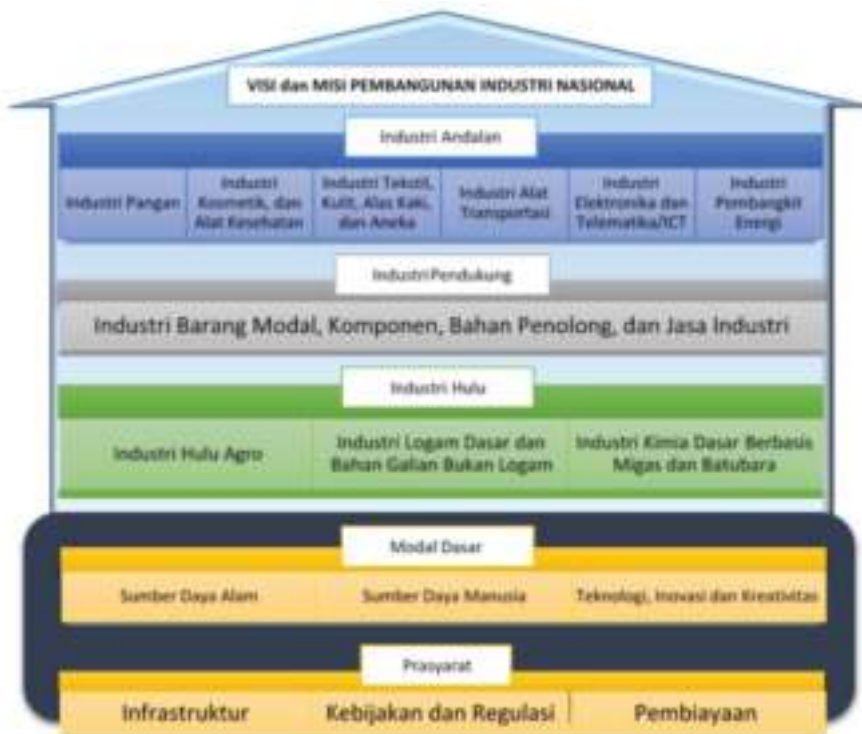 VISI dan MISI PEMBANGUNAN INDUSTRI NASIONAL
Industri Andalan
Industri Pangan
Industri
Kosmetik, dan
Alat Kesehatan
Industri Tekstil,
Kulit, Alas Kaki,
dan Aneka
Industri Alat
Transportasi
Industri
Elektronika dan
Telematika/ICT
Industri
Pembangkit
Energi
Industri Pendukung
Industri Barang Modal, Komponen, Bahan Penolong, dan Jasa Industri
Industri Hulu
Industri Hulu Agro
Industri Logam Dasar dan
Bahan Galian Bukan Logam
Industri Kimia Dasar Berbasis
Migas dan Batubara
Modal Dasar
Sumber Daya Alam
Sumber Daya Manusia
Teknologi, Inovasi dan Kreativitas
Prasyarat
Infrastruktur
Kebijakan dan Regulasi
Pembiayaan